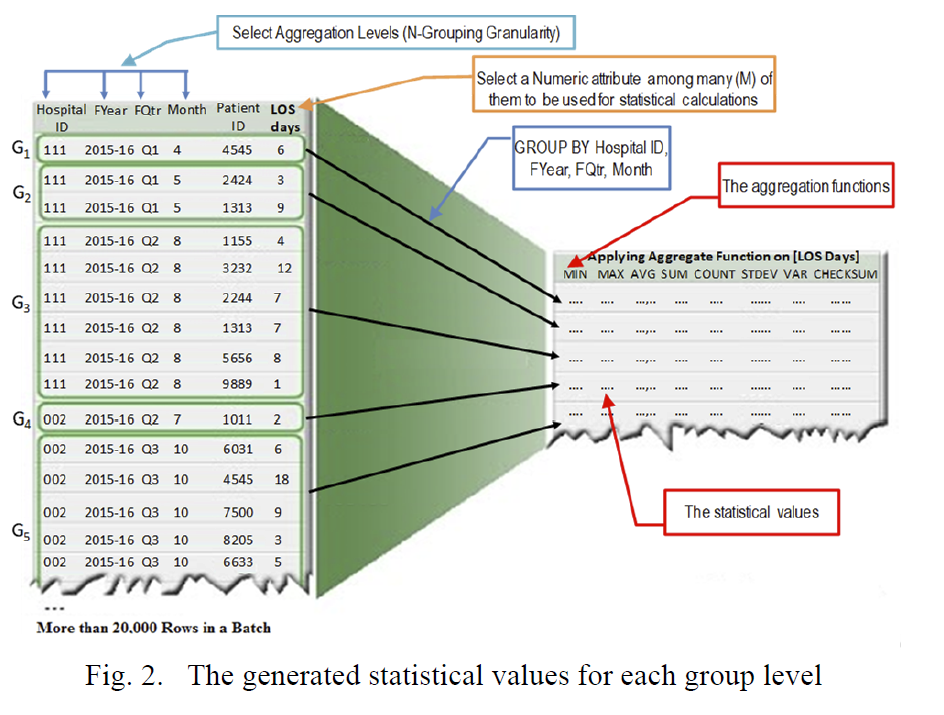 Select Aggregation Levels (N-Grouping Granularity)
Select a Numeric attribute among many (M) of
them to be used for statistical calculations
Hospital ID FYear FQtr Month Patient ID LOS days
GROUP BY Hospital ID,
FYear, FQtr, Month
The aggregation functions
G1 111 2015-16 Q1 4 4545 6
G2
111 2015-16 Q1 5 2424 3
111 2015-16 Q1 5 1313 9
G3
111 2015-16 Q2 8 1155 4
111 2015-16 Q2 8 3232 12
111 2015-16 Q2 8 2244 7
111 2015-16 Q2 8 1313 7
111 2015-16 Q2 8 5656 8
111 2015-16 Q2 8 9889 1
G4 002 2015-16 Q2 7 1011 2
G5
002 2015-16 Q3 10 6031 6
002 2015-16 Q3 10 4545 18
002 2015-16 Q3 10 7500 9
002 2015-16 Q3 10 8205 3
002 2015-16 Q3 10 6633 5
...
More than 20,000 Rows in a Batch
Applying Aggregate Function on [LOS Days]
MIN MAX AVG SUM COUNT STDEV VAR CHECKSUM
.... .... ...,.. .... .... ...... .... ......
.... .... ...,.. .... .... ...... .... ......
.... .... ...,.. .... .... ...... .... ......
.... .... ...,.. .... .... ...... .... ......
.... .... ...,.. .... .... ...... .... ......
The statistical values
Fig. 2. The generated statistical values for each group level